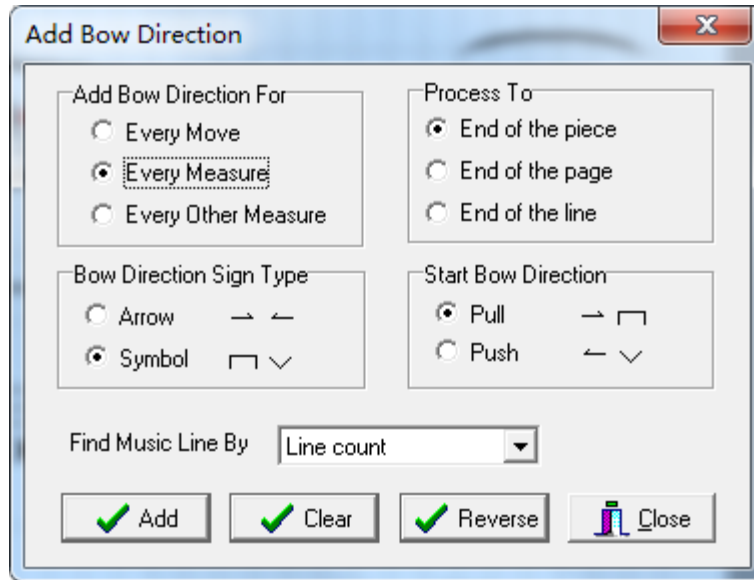 Add Bow Direction
Add Bow Direction For
Every Move
Every Measure
Every Other Measure
Process To
End of the piece
End of the page
End of the line
Bow Direction Sign Type
Arrow
Symbol
Start Bow Direction
Pull
Push
Find Music Line By Line count
Add Clear Reverse Close